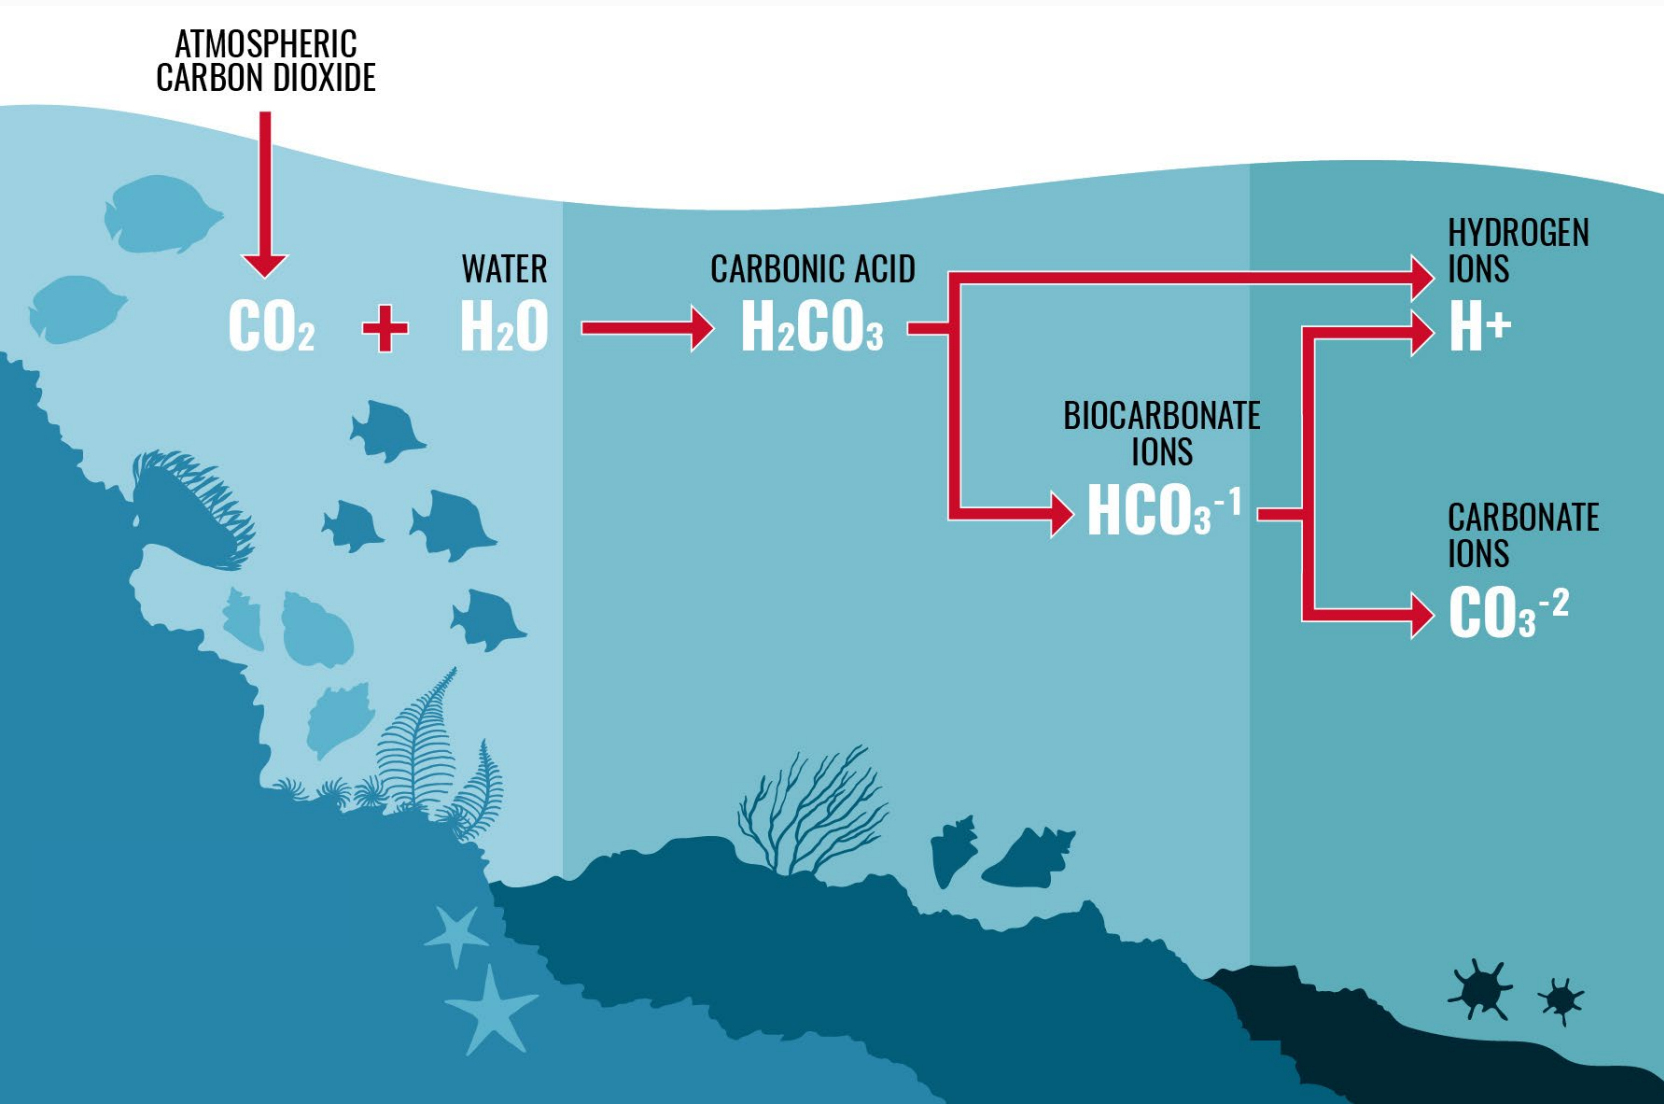 ATMOSPHERIC
CARBON DIOXIDE
CO₂ +
WATER
H₂O
CARBONIC ACID
H₂CO₃
HYDROGEN
IONS
H+
BIOCARBONATE
IONS
HCO₃⁻¹
CARBONATE
IONS
CO₃⁻²